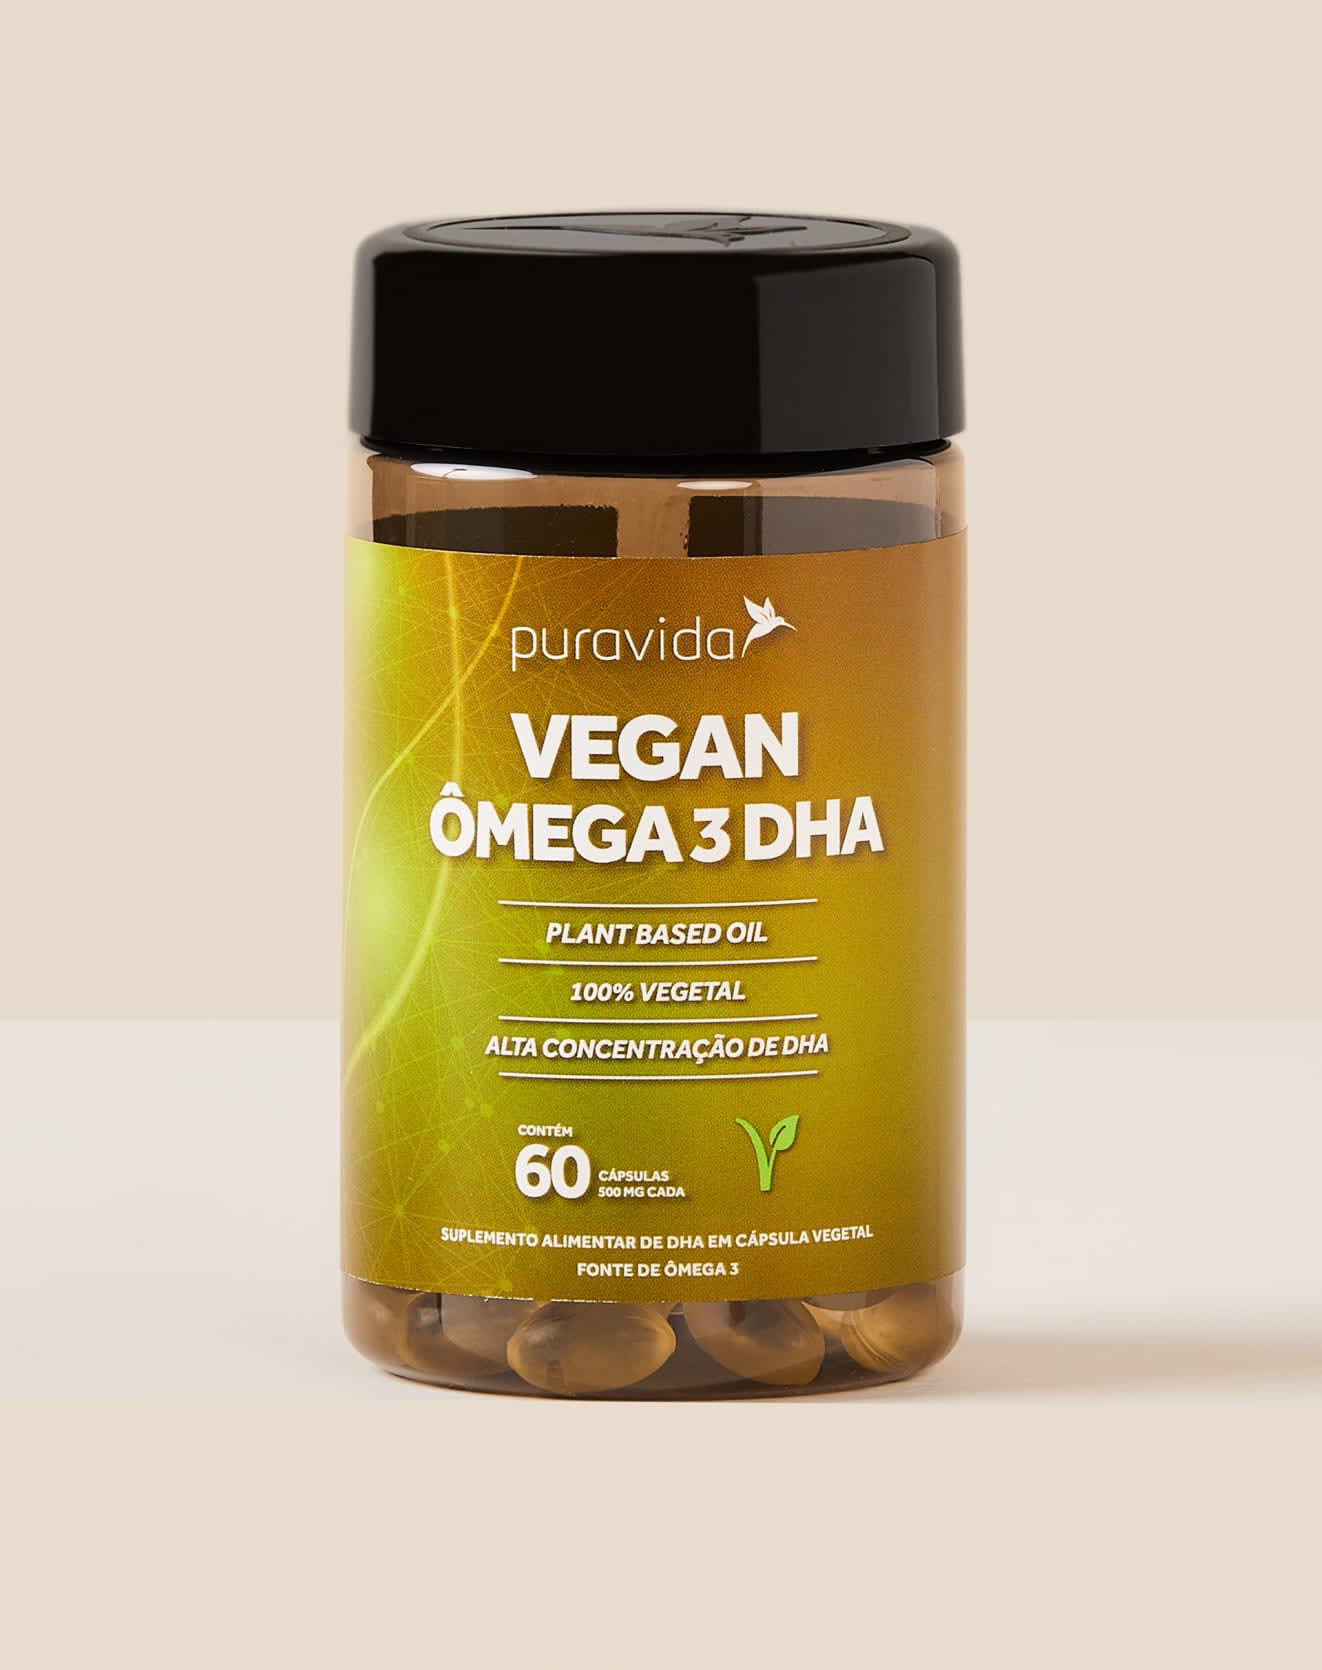 puravida
VEGAN
ÔMEGA 3 DHA
PLANT BASED OIL
100% VEGETAL
ALTA CONCENTRAÇÃO DE DHA
CONTÉM
60 CÁPSULAS
500 MG CADA
SUPLEMENTO ALIMENTAR DE DHA EM CÁPSULA VEGETAL
FONTE DE ÔMEGA 3